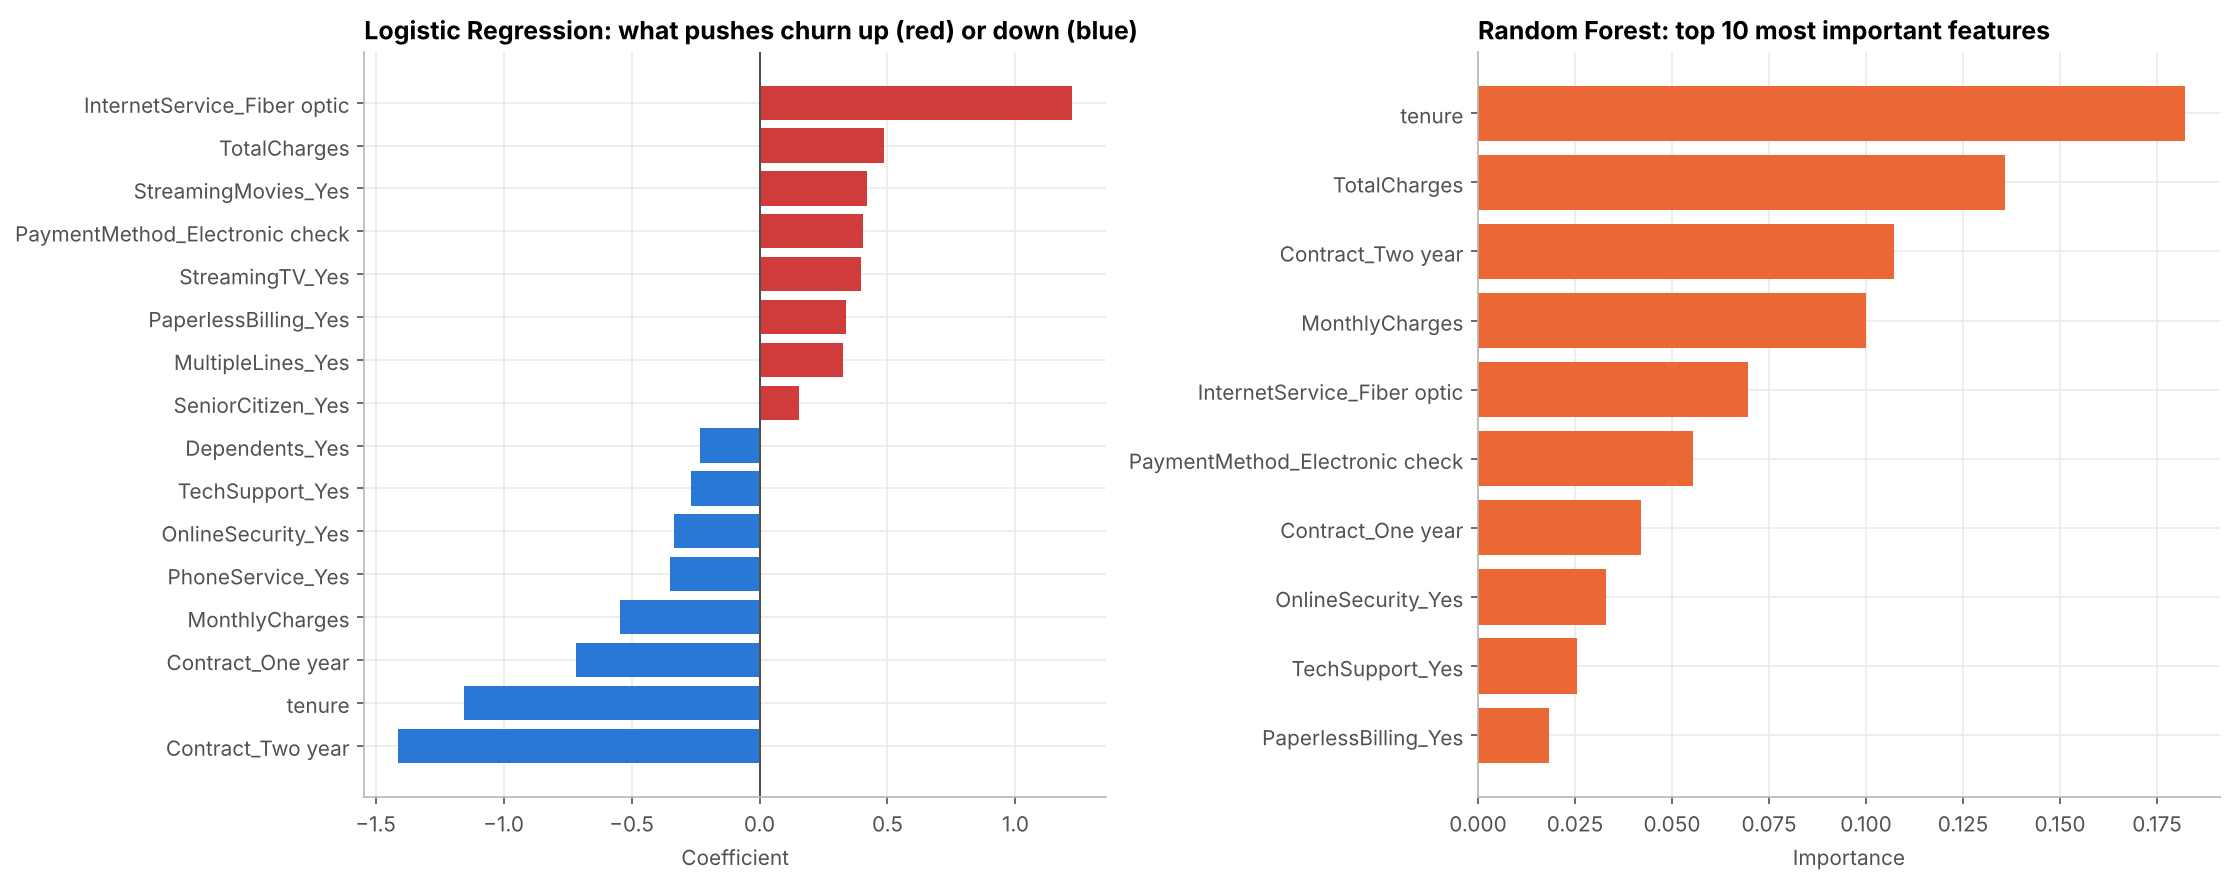 Logistic Regression: what pushes churn up (red) or down (blue)
InternetService_Fiber optic
TotalCharges
StreamingMovies_Yes
PaymentMethod_Electronic check
StreamingTV_Yes
PaperlessBilling_Yes
MultipleLines_Yes
SeniorCitizen_Yes
Dependents_Yes
TechSupport_Yes
OnlineSecurity_Yes
PhoneService_Yes
MonthlyCharges
Contract_One year
tenure
Contract_Two year
−1.5 −1.0 −0.5 0.0 0.5 1.0
Coefficient
Random Forest: top 10 most important features
tenure
TotalCharges
Contract_Two year
MonthlyCharges
InternetService_Fiber optic
PaymentMethod_Electronic check
Contract_One year
OnlineSecurity_Yes
TechSupport_Yes
PaperlessBilling_Yes
0.000 0.025 0.050 0.075 0.100 0.125 0.150 0.175
Importance